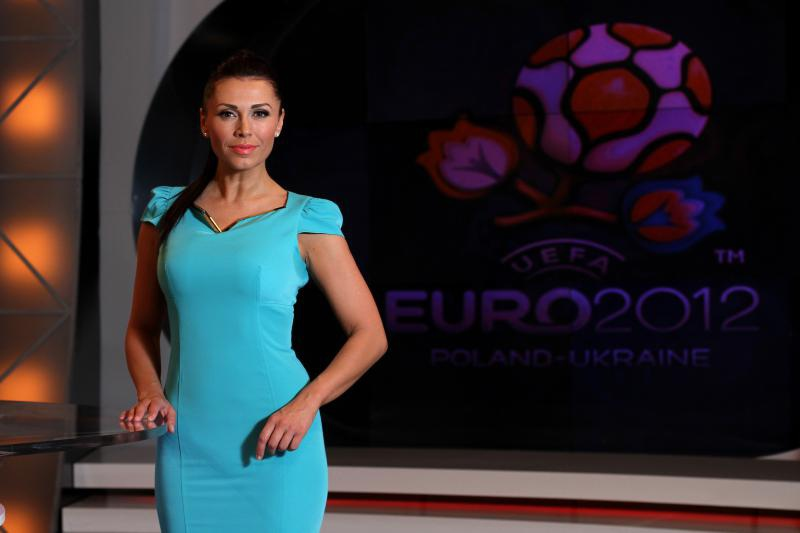 UEFA
TM
EURO2012
POLAND-UKRAINE